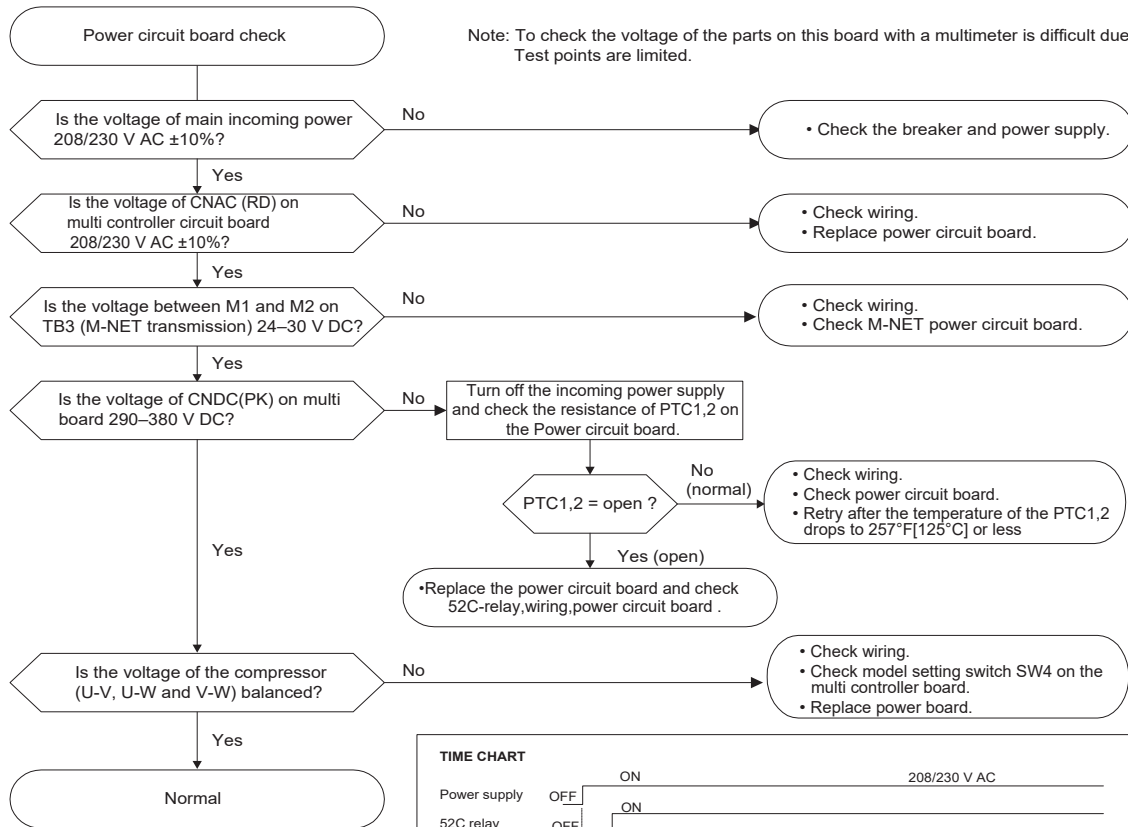 Power circuit board check
Note: To check the voltage of the parts on this board with a multimeter is difficult due
Test points are limited.
Is the voltage of main incoming power
208/230 V AC ±10%?
No
• Check the breaker and power supply.
Yes
Is the voltage of CNAC (RD) on
multi controller circuit board
208/230 V AC ±10%?
No
• Check wiring.
• Replace power circuit board.
Yes
Is the voltage between M1 and M2 on
TB3 (M-NET transmission) 24–30 V DC?
No
• Check wiring.
• Check M-NET power circuit board.
Yes
Is the voltage of CNDC(PK) on multi
board 290–380 V DC?
No
Turn off the incoming power supply
and check the resistance of PTC1,2 on
the Power circuit board.
PTC1,2 = open ?
No
(normal)
• Check wiring.
• Check power circuit board.
• Retry after the temperature of the PTC1,2
drops to 257°F[125°C] or less
Yes
Yes (open)
•Replace the power circuit board and check
52C-relay,wiring,power circuit board .
Is the voltage of the compressor
(U-V, U-W and V-W) balanced?
No
• Check wiring.
• Check model setting switch SW4 on the
multi controller board.
• Replace power board.
Yes
Normal
TIME CHART
Power supply OFF ON 208/230 V AC
52C relay OFF ON